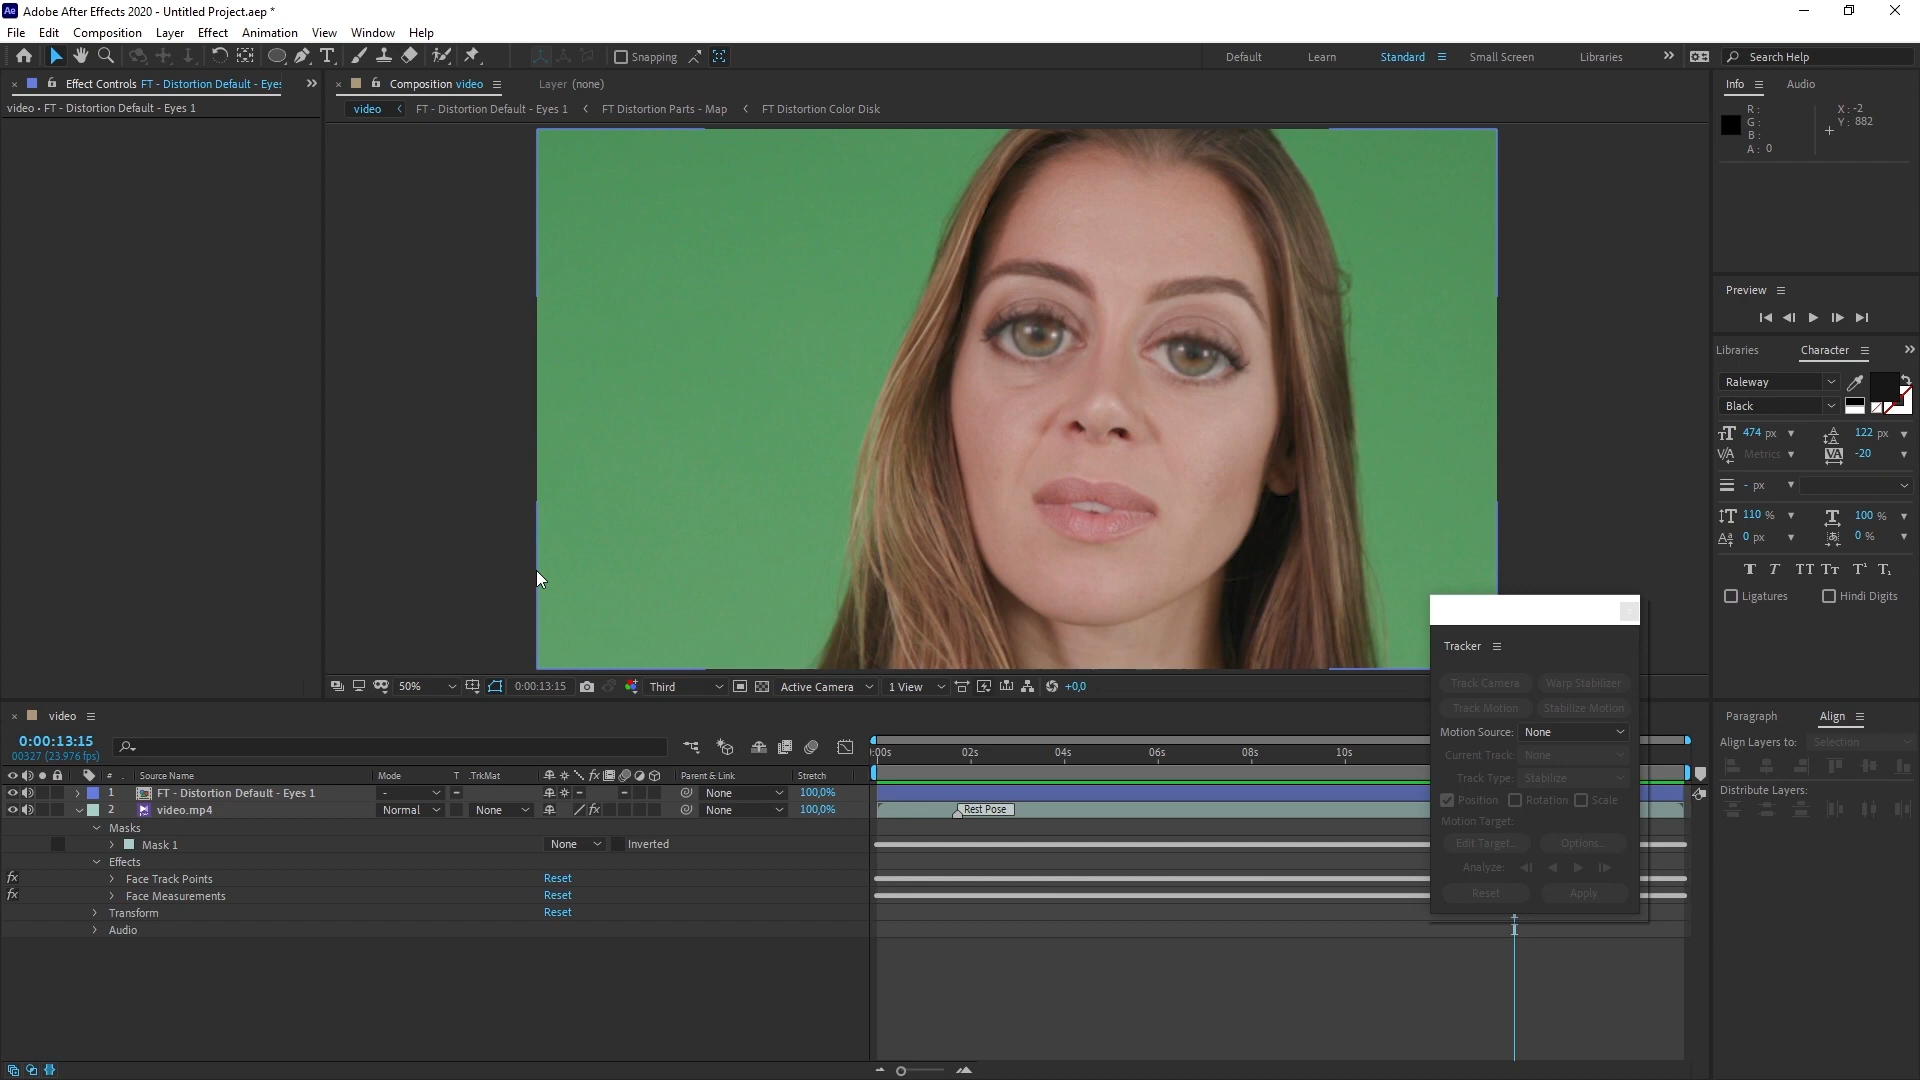 Ae Adobe After Effects 2020 - Untitled Project.aep *
File Edit Composition Layer Effect Animation View Window Help
Snapping Default Learn Standard Small Screen Libraries Search Help
Effect Controls FT - Distortion Default - Eyes
video • FT - Distortion Default - Eyes 1
Composition video Layer (none)
video FT - Distortion Default - Eyes 1 FT Distortion Parts - Map FT Distortion Color Disk
Info Audio
R :
G :
B :
A : 0
X : -2
Y : 882
Preview
Libraries Character
Raleway
Black
474 px 122 px
Metrics -20
- px
110 % 100 %
0 px 0 %
Ligatures Hindi Digits
50% 0:00:13:15 Third Active Camera 1 View +0,0
Tracker
Track Camera Warp Stabilizer
Track Motion Stabilize Motion
Motion Source: None
Current Track: None
Track Type: Stabilize
Position Rotation Scale
Motion Target:
Edit Target... Options...
Analyze:
Reset Apply
Paragraph Align
Align Layers to: Selection
Distribute Layers:
video
0:00:13:15
00327 (23.976 fps)
:00s 02s 04s 06s 08s 10s
# . Source Name Mode T .TrkMat Parent & Link Stretch
1 FT - Distortion Default - Eyes 1 - None 100,0%
2 video.mp4 Normal None None 100,0% Rest Pose
Masks
Mask 1 None Inverted
Effects
Face Track Points Reset
Face Measurements Reset
Transform Reset
Audio